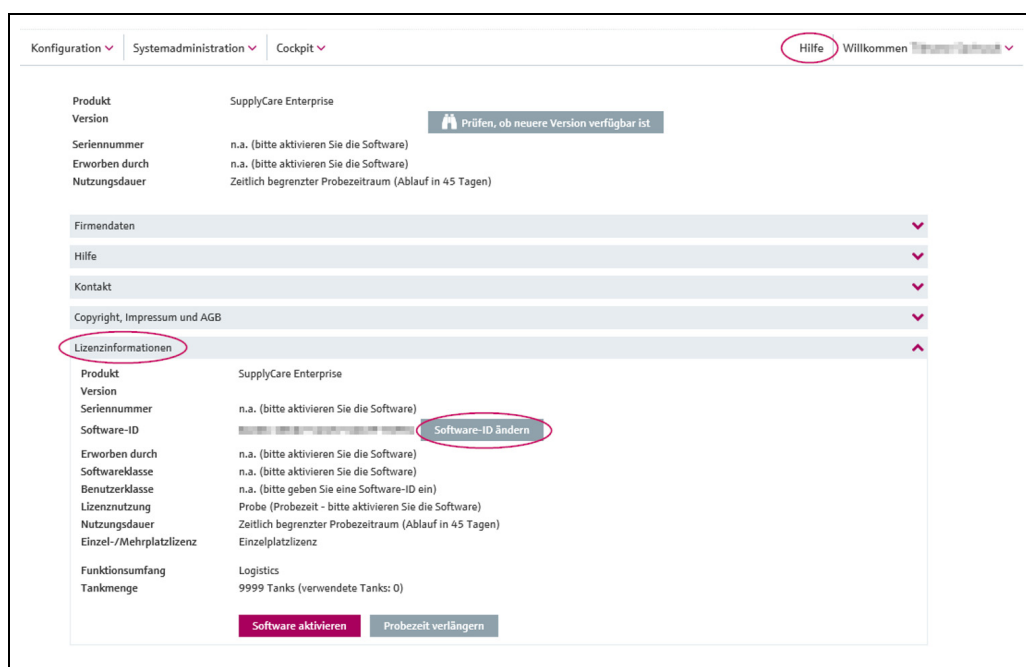 Konfiguration Systemadministration Cockpit Hilfe Willkommen
Produkt SupplyCare Enterprise
Version Prüfen, ob neuere Version verfügbar ist
Seriennummer n.a. (bitte aktivieren Sie die Software)
Erworben durch n.a. (bitte aktivieren Sie die Software)
Nutzungsdauer Zeitlich begrenzter Probezeitraum (Ablauf in 45 Tagen)
Firmendaten
Hilfe
Kontakt
Copyright, Impressum und AGB
Lizenzinformationen
Produkt SupplyCare Enterprise
Version
Seriennummer n.a. (bitte aktivieren Sie die Software)
Software-ID Software-ID ändern
Erworben durch n.a. (bitte aktivieren Sie die Software)
Softwareklasse n.a. (bitte aktivieren Sie die Software)
Benutzerklasse n.a. (bitte geben Sie eine Software-ID ein)
Lizenznutzung Probe (Probezeit - bitte aktivieren Sie die Software)
Nutzungsdauer Zeitlich begrenzter Probezeitraum (Ablauf in 45 Tagen)
Einzel-/Mehrplatzlizenz Einzelplatzlizenz
Funktionsumfang Logistics
Tankmenge 9999 Tanks (verwendete Tanks: 0)
Software aktivieren Probezeit verlängern